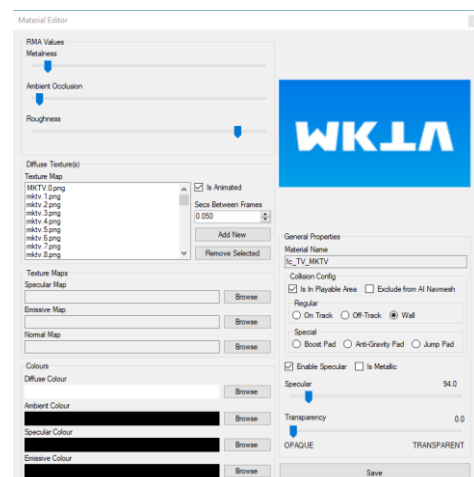 Material Editor
RMA Values
Metalness
Ambient Occlusion
Roughness
MKTV
Diffuse Texture(s)
Texture Map
MKTV.0.png
mktv.1.png
mktv.2.png
mktv.3.png
mktv.4.png
mktv.5.png
mktv.6.png
mktv.7.png
mktv.8.png
Is Animated
Secs Between Frames
0.050
Add New
Remove Selected
Texture Maps
Specular Map
Browse
Emissive Map
Browse
Normal Map
Browse
Colours
Diffuse Colour
Browse
Ambient Colour
Browse
Specular Colour
Browse
Emissive Colour
Browse
General Properties
Material Name
fc_TV_MKTV
Collision Config
Is In Playable Area Exclude from AI Navmesh
Regular
On Track Off-Track Wall
Special
Boost Pad Anti-Gravity Pad Jump Pad
Enable Specular Is Metallic
Specular 94.0
Transparency 0.0
OPAQUE TRANSPARENT
Save